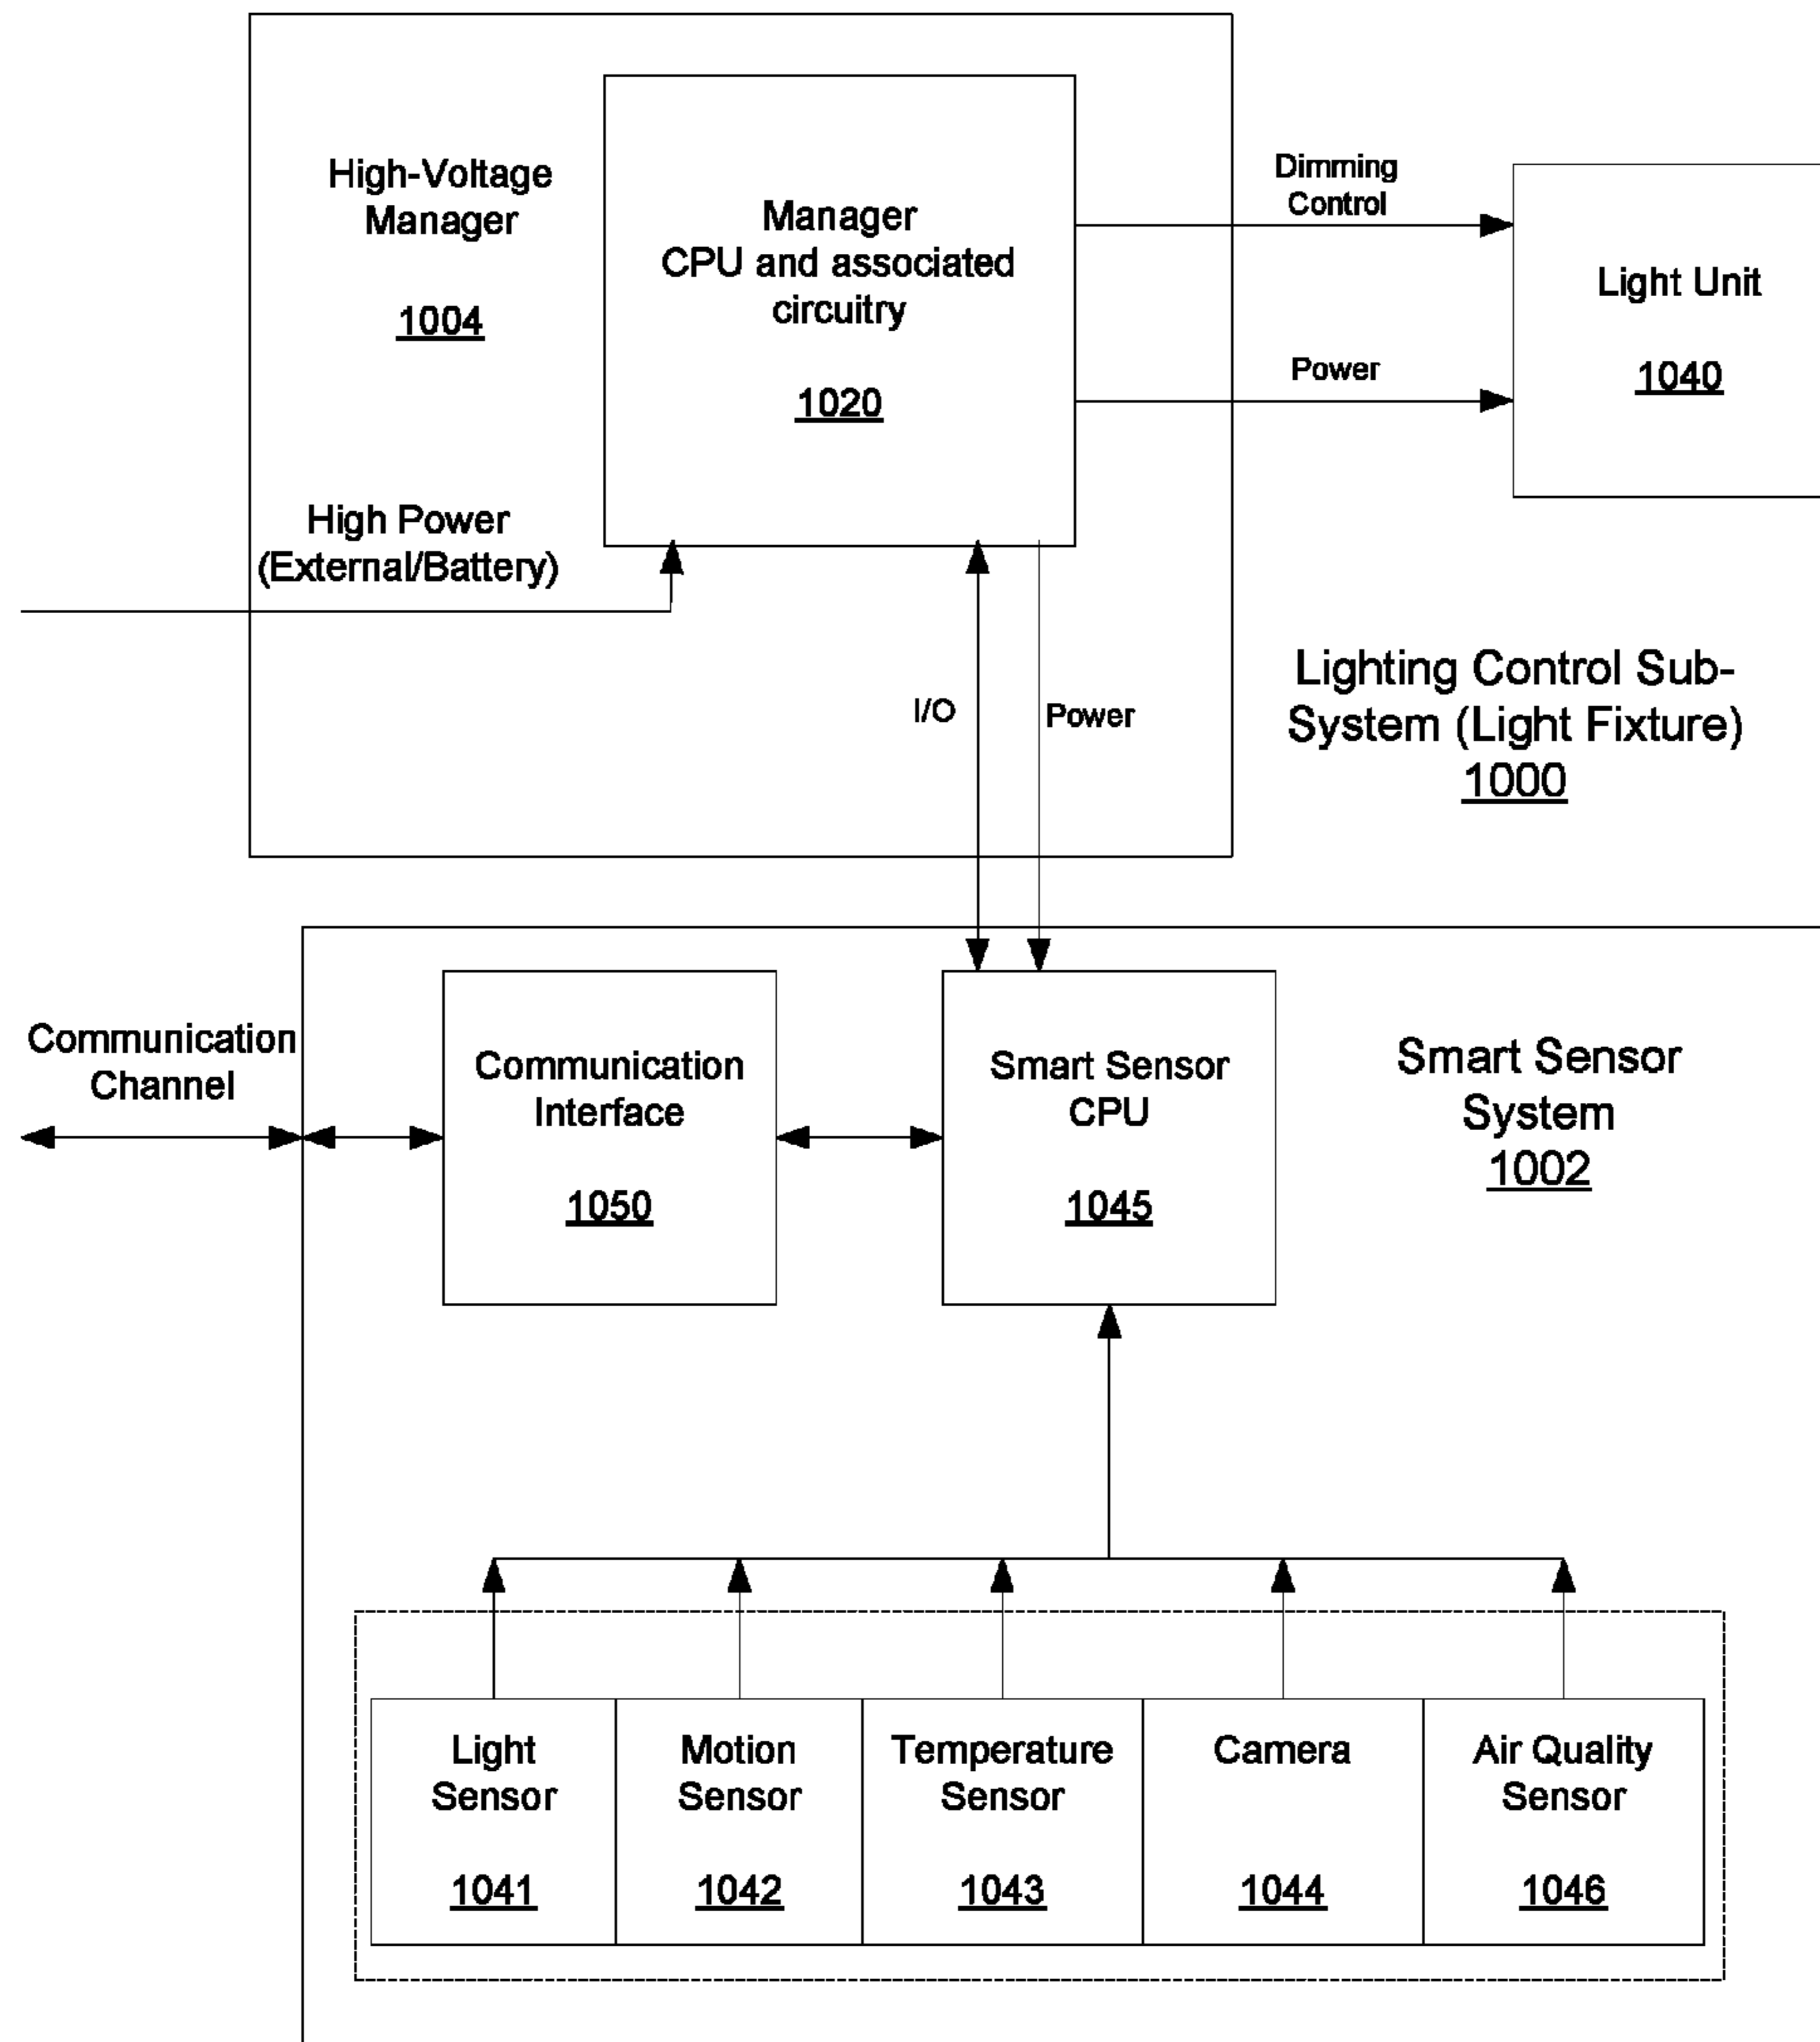 High-Voltage
Manager
1004
Manager
CPU and associated
circuitry
1020
Dimming
Control
Power
Light Unit
1040
High Power
(External/Battery)
I/O
Power
Lighting Control Sub-
System (Light Fixture)
1000
Communication
Channel
Communication
Interface
1050
Smart Sensor
CPU
1045
Smart Sensor
System
1002
Light
Sensor
1041
Motion
Sensor
1042
Temperature
Sensor
1043
Camera
1044
Air Quality
Sensor
1046